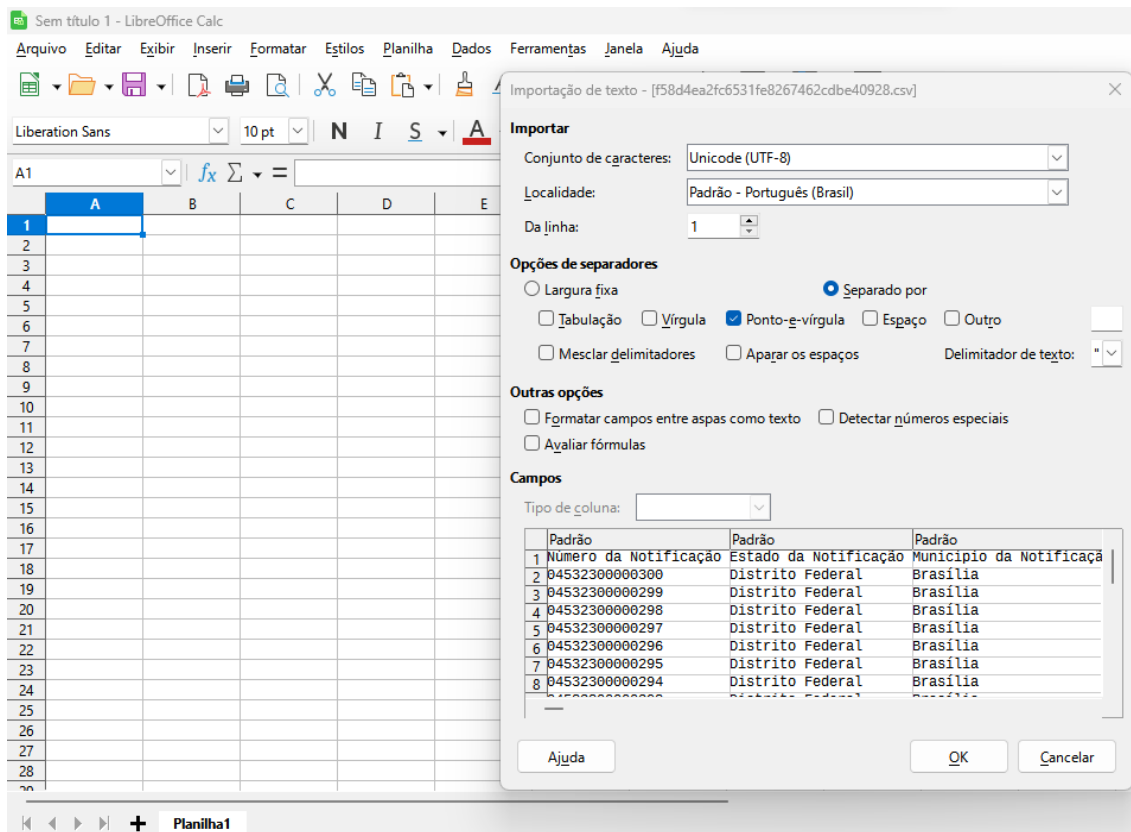 Sem título 1 - LibreOffice Calc
Arquivo Editar Exibir Inserir Formatar Estilos Planilha Dados Ferramentas Janela Ajuda
Liberation Sans 10 pt N I S A
A1 fx Σ =
A B C D E
1
2
3
4
5
6
7
8
9
10
11
12
13
14
15
16
17
18
19
20
21
22
23
24
25
26
27
28
Planilha1
Importação de texto - [f58d4ea2fc6531fe8267462cdbe40928.csv]
Importar
Conjunto de caracteres: Unicode (UTF-8)
Localidade: Padrão - Português (Brasil)
Da linha: 1
Opções de separadores
Largura fixa Separado por
Tabulação Vírgula Ponto-e-vírgula Espaço Outro
Mesclar delimitadores Aparar os espaços Delimitador de texto: "
Outras opções
Formatar campos entre aspas como texto Detectar números especiais
Avaliar fórmulas
Campos
Tipo de coluna:
Padrão Padrão Padrão
1 Número da Notificação Estado da Notificação Município da Notificaçã
2 04532300000300 Distrito Federal Brasília
3 04532300000299 Distrito Federal Brasília
4 04532300000298 Distrito Federal Brasília
5 04532300000297 Distrito Federal Brasília
6 04532300000296 Distrito Federal Brasília
7 04532300000295 Distrito Federal Brasília
8 04532300000294 Distrito Federal Brasília
Ajuda OK Cancelar